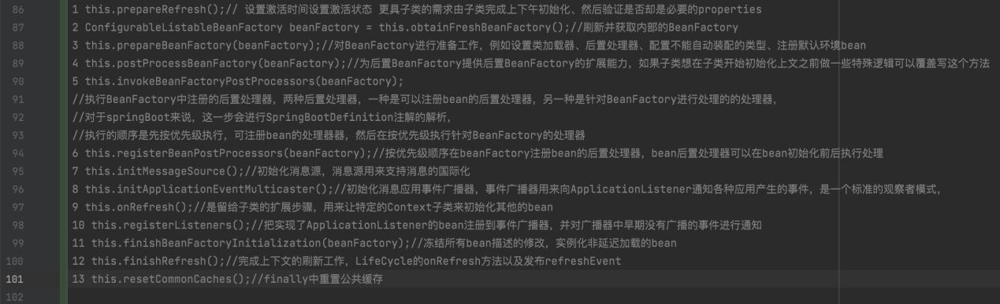 86 1 this.prepareRefresh();// 设置激活时间设置激活状态 更具子类的需求由子类完成上下午初始化、然后验证是否却是必要的properties
87 2 ConfigurableListableBeanFactory beanFactory = this.obtainFreshBeanFactory();//刷新并获取内部的BeanFactory
88 3 this.prepareBeanFactory(beanFactory);//对BeanFactory进行准备工作，例如设置类加载器、后置处理器、配置不能自动装配的类型、注册默认环境bean
89 4 this.postProcessBeanFactory(beanFactory);//为后置BeanFactory提供后置BeanFactory的扩展能力，如果子类想在子类开始初始化上文之前做一些特殊逻辑可以覆盖写这个方法
90 5 this.invokeBeanFactoryPostProcessors(beanFactory);
91 //执行BeanFactory中注册的后置处理器，两种后置处理器，一种是可以注册bean的后置处理器，另一种是针对BeanFactory进行处理的的处理器，
92 //对于springBoot来说，这一步会进行SpringBootDefinition注解的解析，
93 //执行的顺序是先按优先级执行，可注册bean的处理器器，然后在按优先级执行针对BeanFactory的处理器
94 6 this.registerBeanPostProcessors(beanFactory);//按优先级顺序在beanFactory注册bean的后置处理器，bean后置处理器可以在bean初始化前后执行处理
95 7 this.initMessageSource();//初始化消息源，消息源用来支持消息的国际化
96 8 this.initApplicationEventMulticaster();//初始化消息应用事件广播器，事件广播器用来向ApplicationListener通知各种应用产生的事件，是一个标准的观察者模式，
97 9 this.onRefresh();//是留给子类的扩展步骤，用来让特定的Context子类来初始化其他的bean
98 10 this.registerListeners();//把实现了ApplicationListener的bean注册到事件广播器，并对广播器中早期没有广播的事件进行通知
99 11 this.finishBeanFactoryInitialization(beanFactory);//冻结所有bean描述的修改，实例化非延迟加载的bean
100 12 this.finishRefresh();//完成上下文的刷新工作，LifeCycle的onRefresh方法以及发布refreshEvent
101 13 this.resetCommonCaches();//finally中重置公共缓存
102